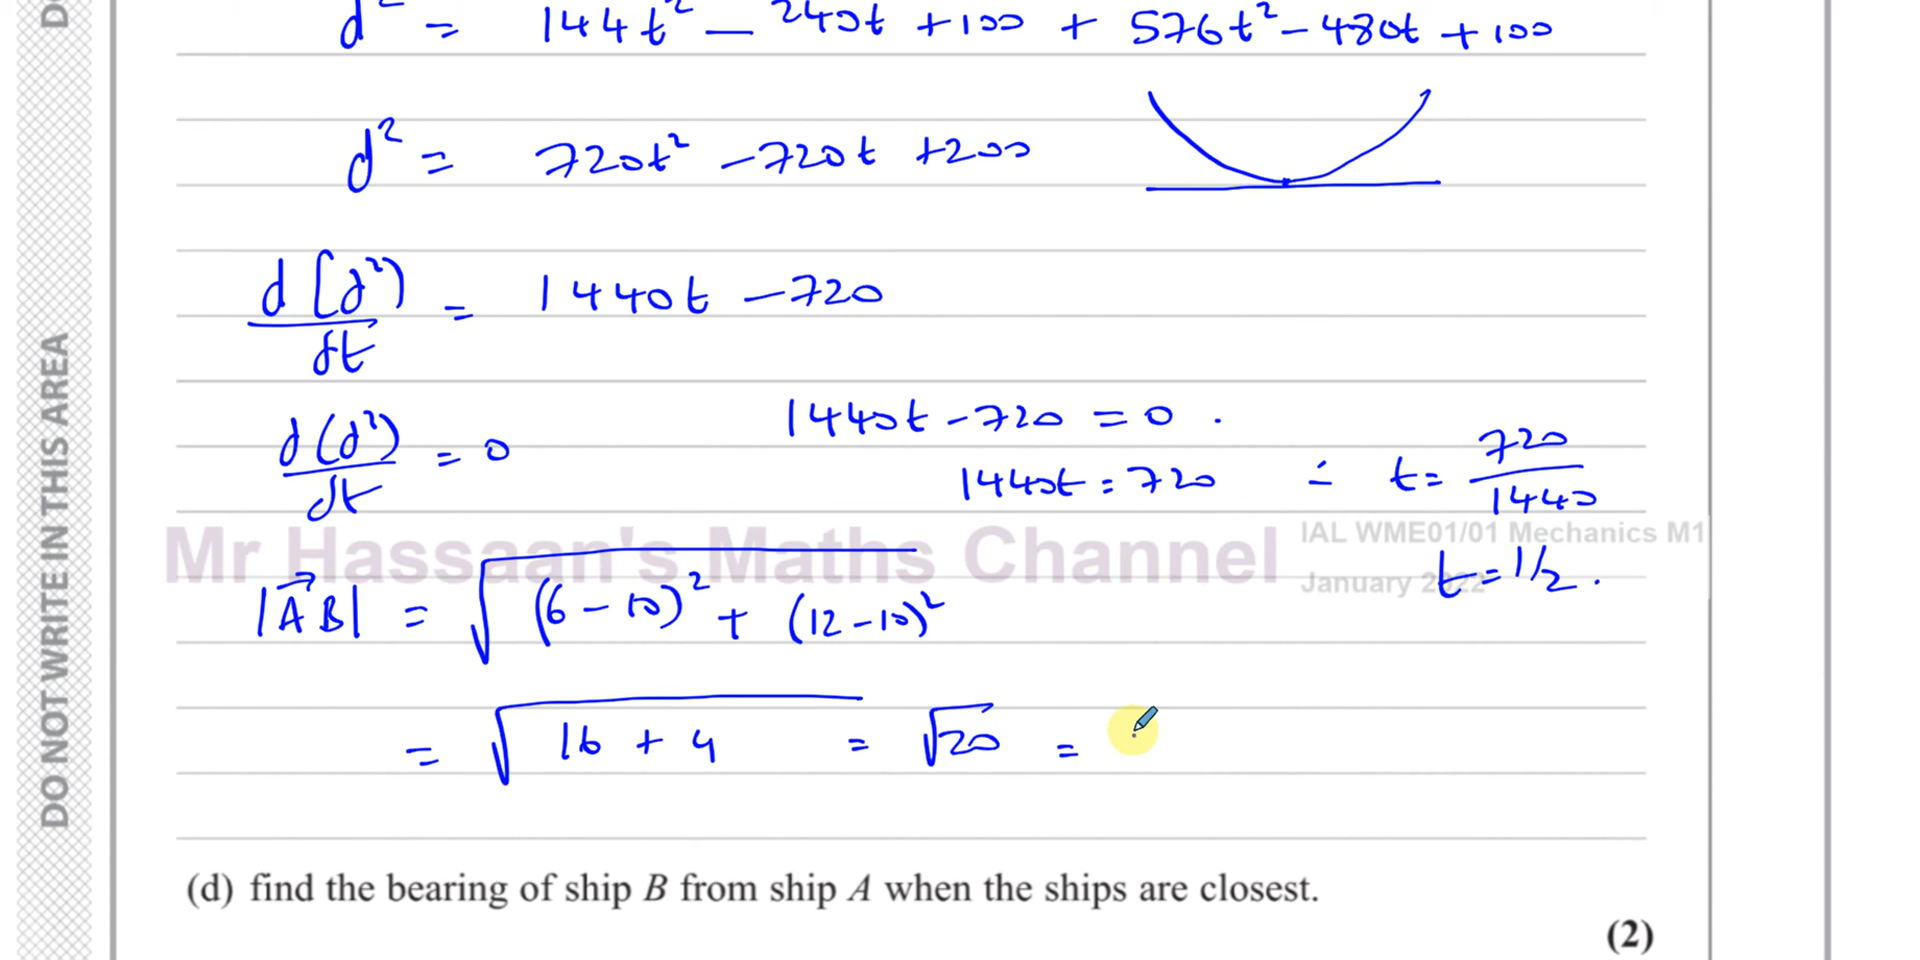 d² = 144t² - 240t + 100 + 576t² - 480t + 100
d² = 720t² - 720t + 200
d(d²)/dt = 1440t - 720
d(d²)/dt = 0
1440t - 720 = 0 .
1440t = 720 ∴ t = 720/1440
t = 1/2 .
|AB| = √(6 - 10)² + (12 - 10)²
= √16 + 4 = √20 =
(d) find the bearing of ship B from ship A when the ships are closest.
(2)
DO NOT WRITE IN THIS AREA
Mr Hassaan's Maths Channel
IAL WME01/01 Mechanics M1
January 2022